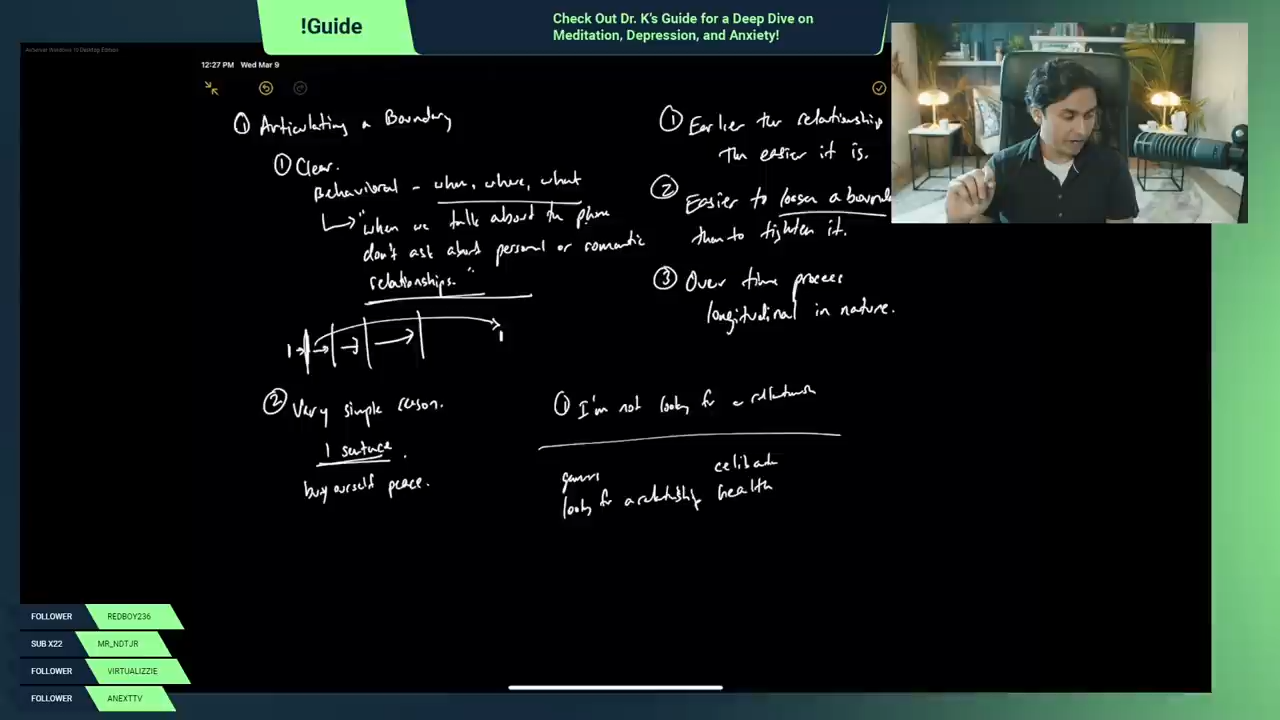 !Guide
Check Out Dr. K's Guide for a Deep Dive on
Meditation, Depression, and Anxiety!
12:27 PM Wed Mar 9
① Articulating a Boundary
① Clear.
Behavioral - when, where, what
"when we talk about the phone
don't ask about personal or romantic
relationships."
1
1
② Very simple reason.
1 sentence.
buy ourself peace.
① Earlier the relationship
The easier it is.
② Easier to loosen a
than to tighten it.
③ Over time process
longitudinal in nature.
① I'm not looking for a relationship
for a relationship health
FOLLOWER REDBOY236
SUB X22 MR_NDTJR
FOLLOWER VIRTUALIZZIE
FOLLOWER ANEXTTV